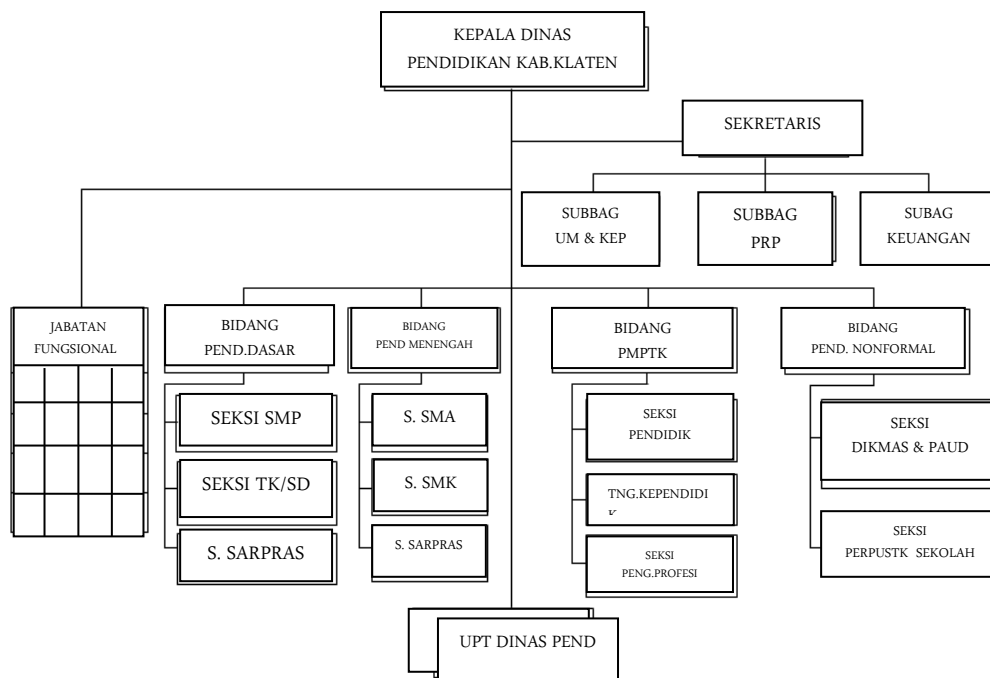 KEPALA DINAS
PENDIDIKAN KAB.KLATEN
SEKRETARIS
SUBBAG
UM & KEP
SUBBAG
PRP
SUBAG
KEUANGAN
JABATAN
FUNGSIONAL
BIDANG
PEND.DASAR
BIDANG
PEND MENENGAH
BIDANG
PMPTK
BIDANG
PEND. NONFORMAL
SEKSI SMP
SEKSI TK/SD
S. SARPRAS
S. SMA
S. SMK
S. SARPRAS
SEKSI
PENDIDIK
TNG.KEPENDIDI
K
SEKSI
PENG.PROFESI
SEKSI
DIKMAS & PAUD
SEKSI
PERPUSTK SEKOLAH
UPT DINAS PEND